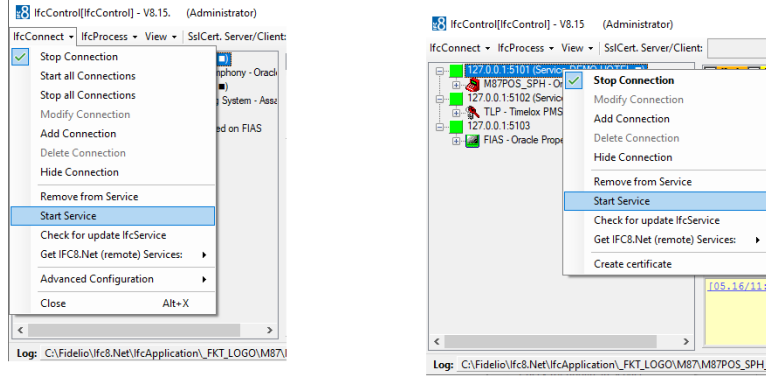 IfcControl[IfcControl] - V8.15. (Administrator)
IfcConnect IfcProcess View SslCert. Server/Client:
Stop Connection
Start all Connections
Stop all Connections
Modify Connection
Add Connection
Delete Connection
Hide Connection
Remove from Service
Start Service
Check for update IfcService
Get IFC8.Net (remote) Services:
Advanced Configuration
Close Alt+X
System - Assa
ed on FIAS
Log: C:\Fidelio\Ifc8.Net\IfcApplication\_FKT_LOGO\M87\
IfcControl[IfcControl] - V8.15 (Administrator)
IfcConnect IfcProcess View SslCert. Server/Client:
127.0.0.1:5101 (Service DEMO HOTEL
M87POS_SPH - O
127.0.0.1:5102 (Servic
TLP - Timelox PMS
127.0.0.1:5103
FIAS - Oracle Prope
Stop Connection
Modify Connection
Add Connection
Delete Connection
Hide Connection
Remove from Service
Start Service
Check for update IfcService
Get IFC8.Net (remote) Services:
Create certificate
[05.16/11:
Log: C:\Fidelio\Ifc8.Net\IfcApplication\_FKT_LOGO\M87\M87POS_SPH_